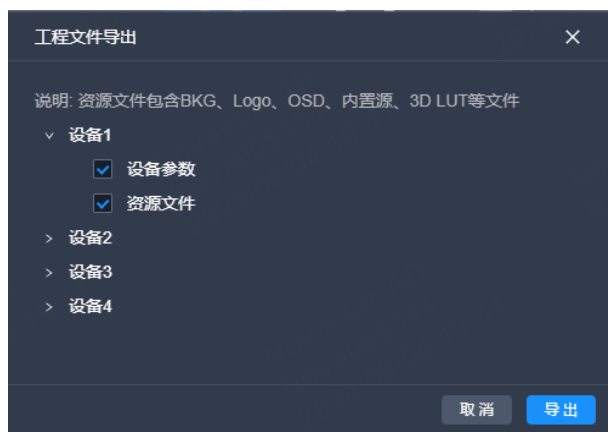 工程文件导出
说明: 资源文件包含BKG、Logo、OSD、内置源、3D LUT等文件
设备1
设备参数
资源文件
设备2
设备3
设备4
取消 导出